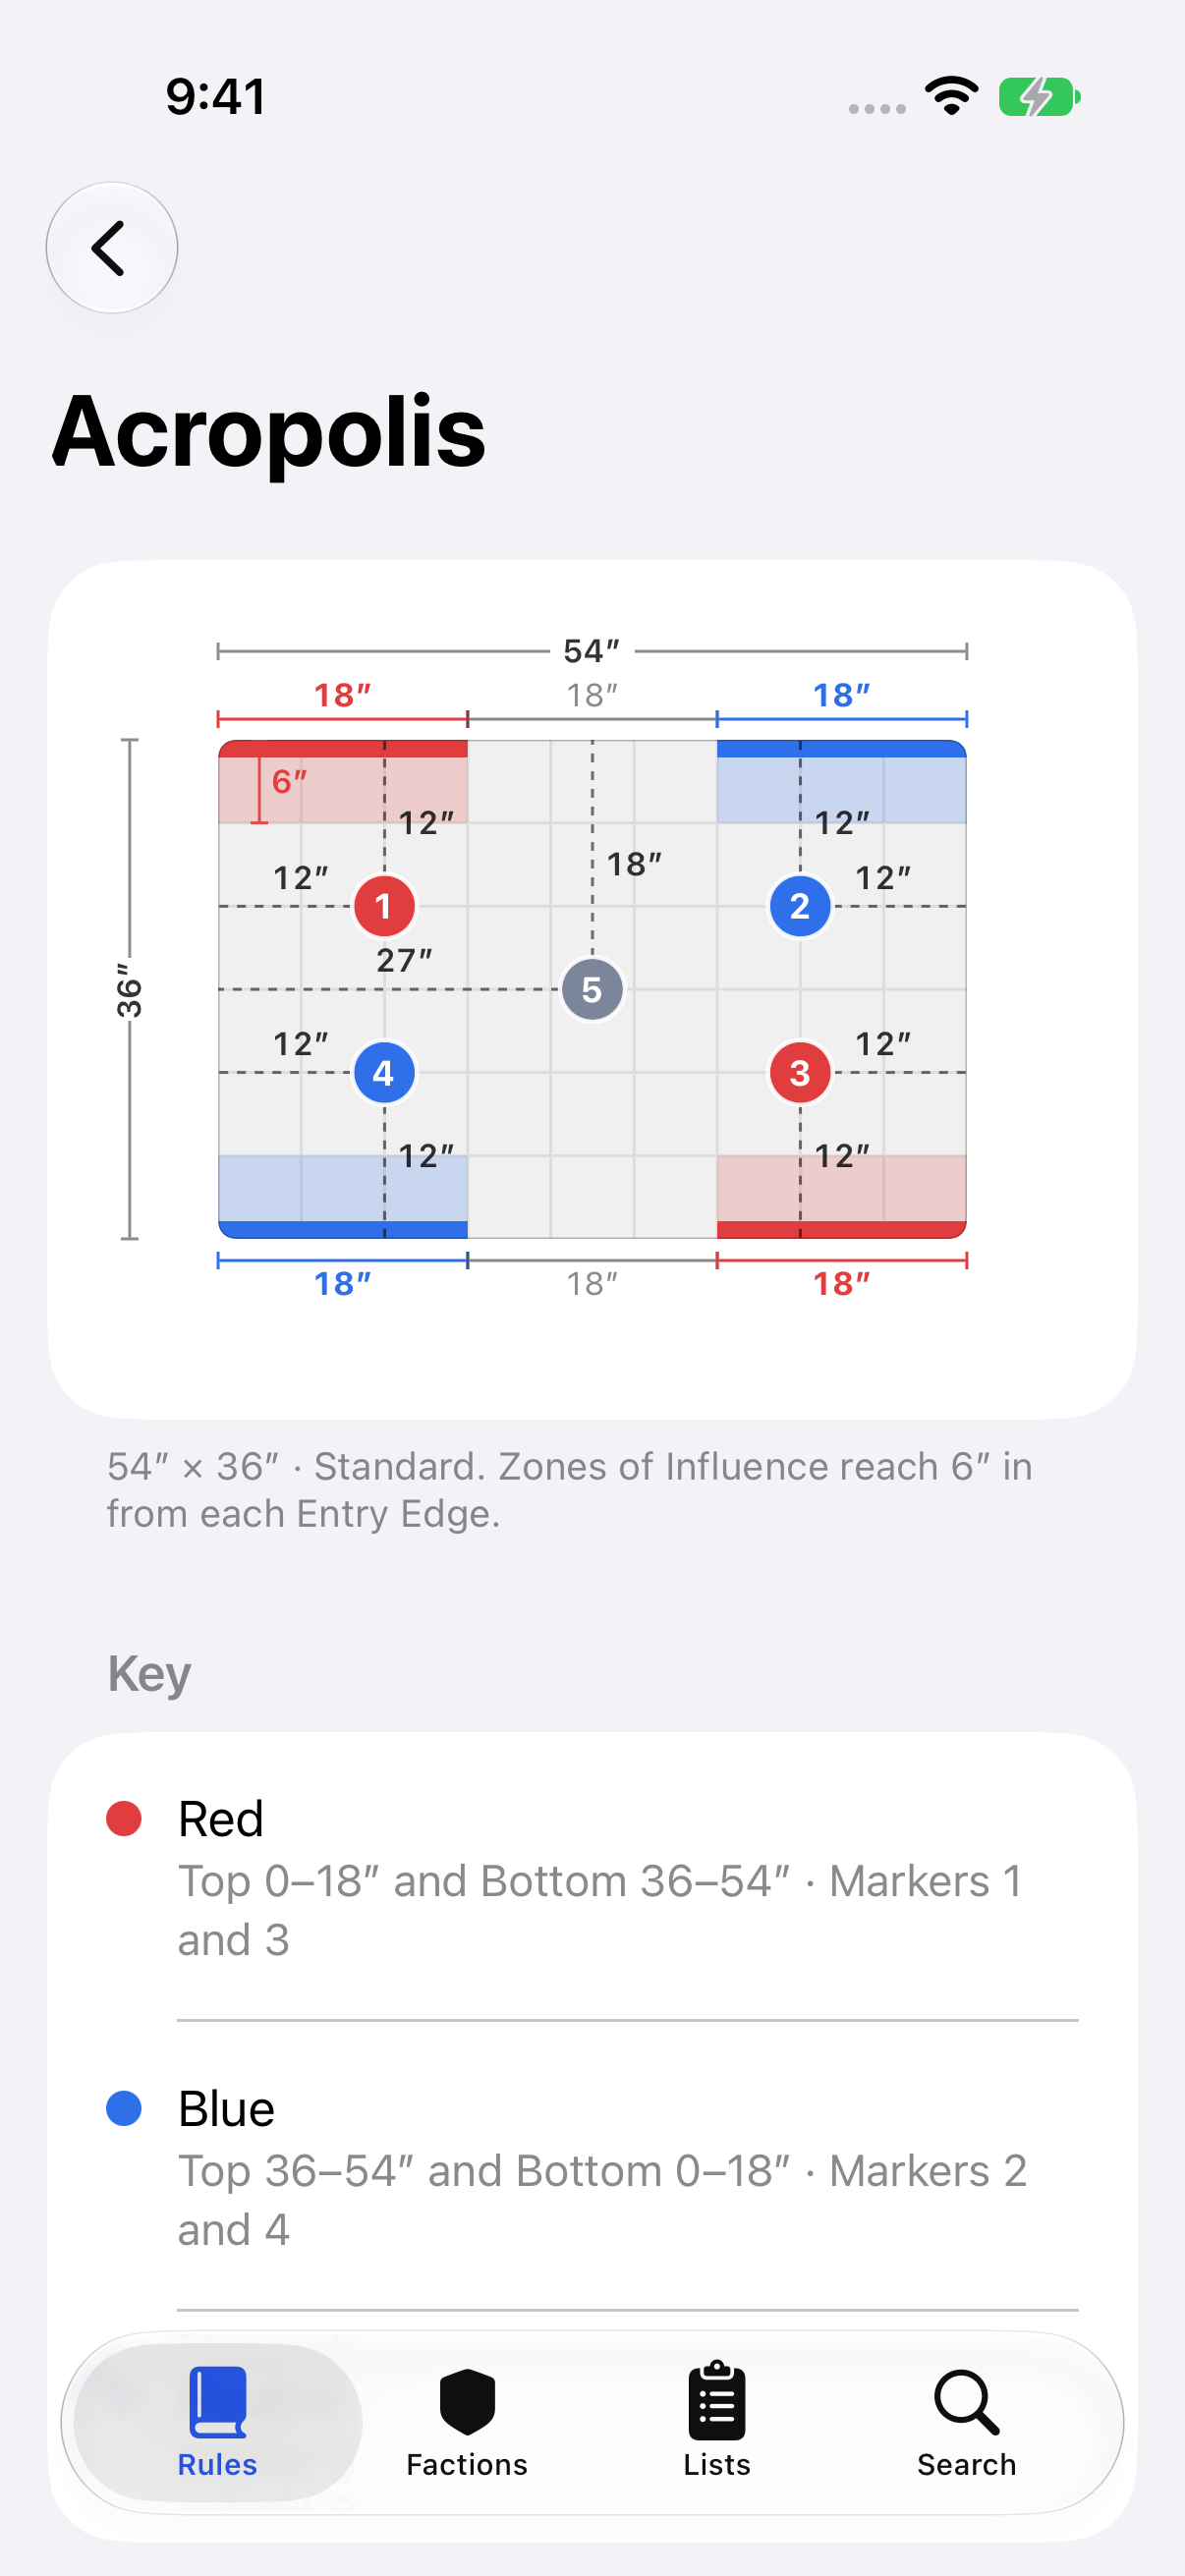 9:41
Acropolis
54″
18″ 18″ 18″
6″
12″ 12″
18″
12″ 12″
1 2
27″
5
36″
12″ 12″
4 3
12″ 12″
18″ 18″ 18″
54″ × 36″ · Standard. Zones of Influence reach 6″ in
from each Entry Edge.
Key
Red
Top 0–18″ and Bottom 36–54″ · Markers 1
and 3
Blue
Top 36–54″ and Bottom 0–18″ · Markers 2
and 4
Rules Factions Lists Search